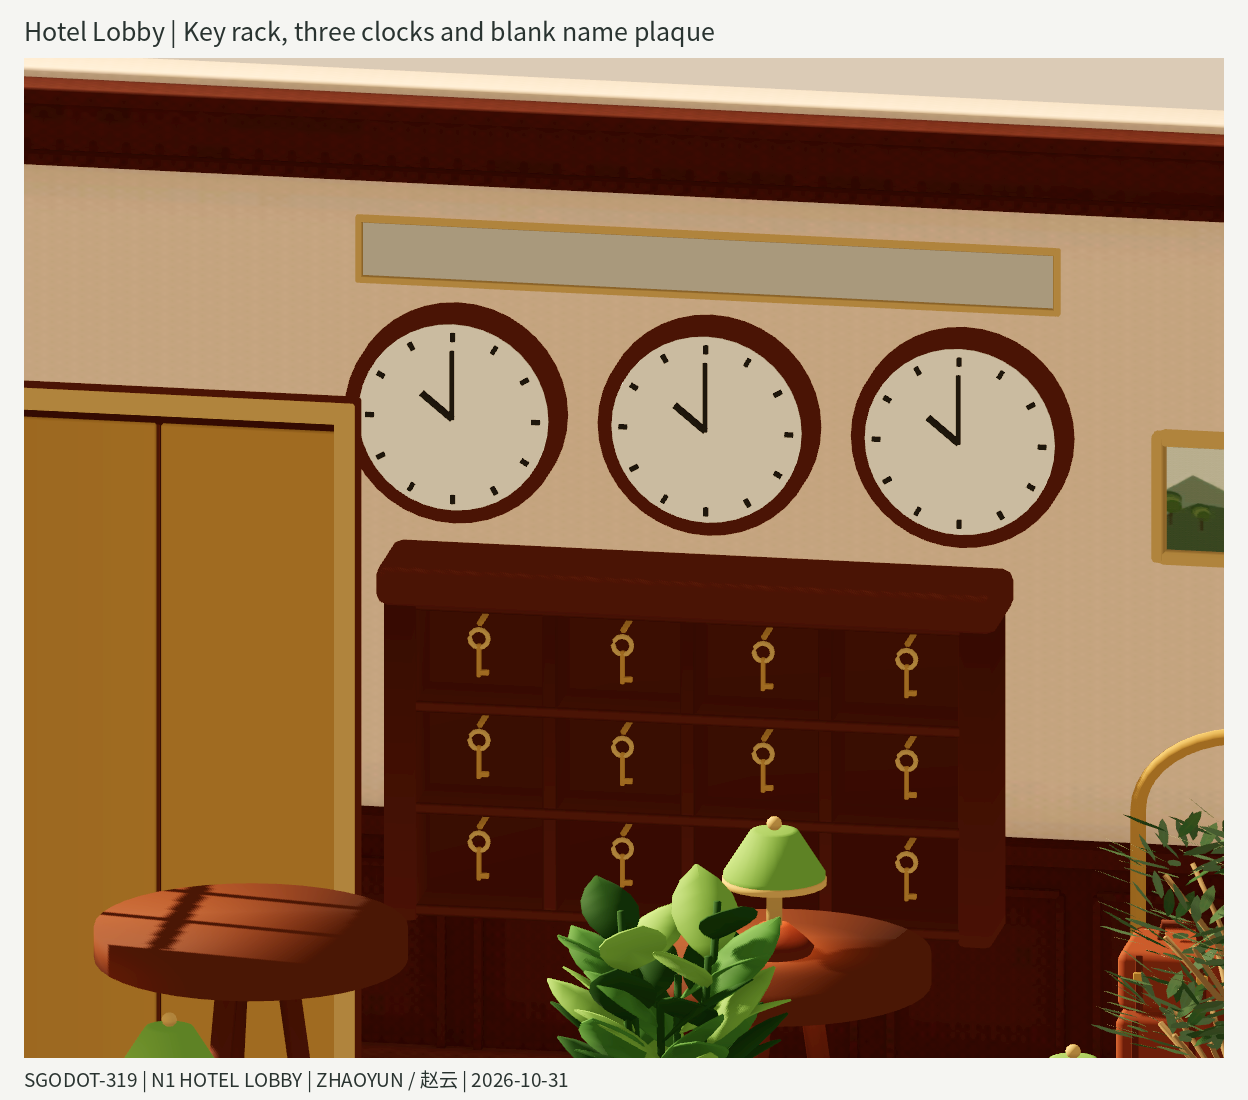 Hotel Lobby | Key rack, three clocks and blank name plaque
SGODOT-319 | N1 HOTEL LOBBY | ZHAOYUN / 赵云 | 2026-10-31